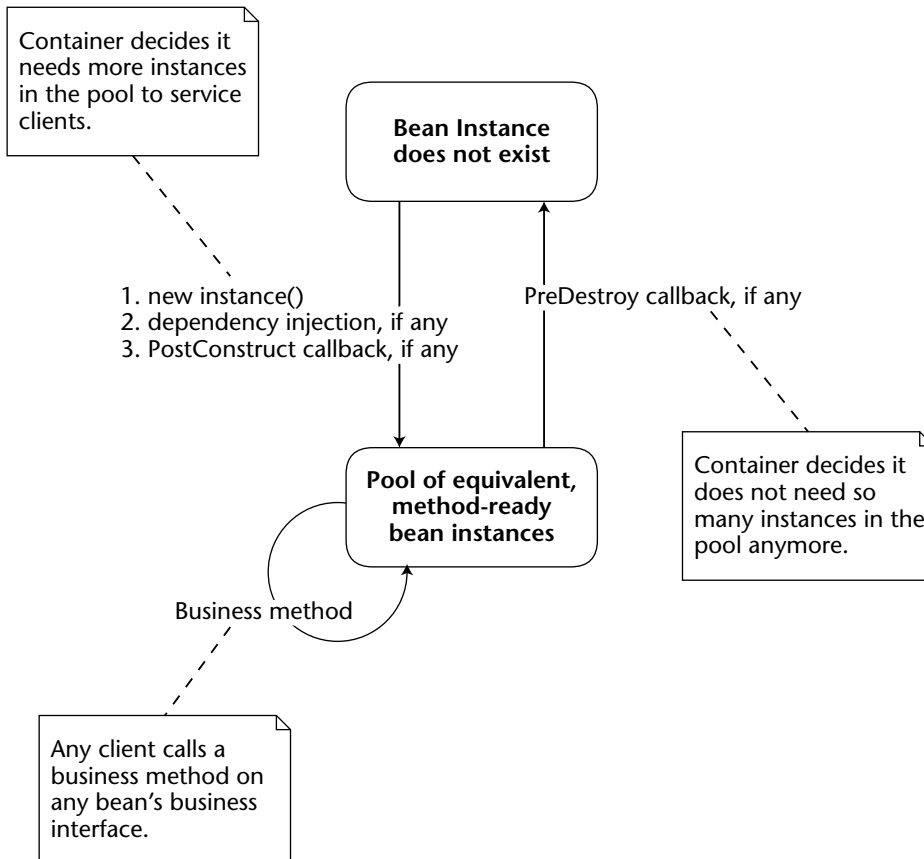 Container decides it
needs more instances
in the pool to service
clients.
Bean Instance
does not exist
1. new instance()
2. dependency injection, if any
3. PostConstruct callback, if any
PreDestroy callback, if any
Pool of equivalent,
method-ready
bean instances
Container decides it
does not need so
many instances in the
pool anymore.
Business method
Any client calls a
business method on
any bean’s business
interface.